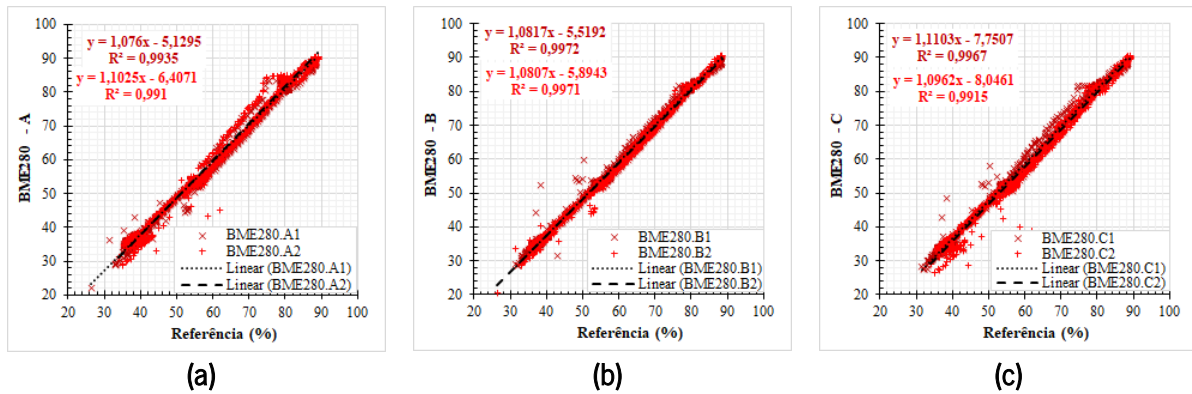 y = 1,076x - 5,1295
R² = 0,9935
y = 1,1025x - 6,4071
R² = 0,991
BME280 - A
100
90
80
70
60
50
40
30
20
20 30 40 50 60 70 80 90 100
Referência (%)
BME280.A1
BME280.A2
Linear (BME280.A1)
Linear (BME280.A2)
(a)
y = 1,0817x - 5,5192
R² = 0,9972
y = 1,0807x - 5,8943
R² = 0,9971
BME280 - B
100
90
80
70
60
50
40
30
20
20 30 40 50 60 70 80 90 100
Referência (%)
BME280.B1
BME280.B2
Linear (BME280.B1)
Linear (BME280.B2)
(b)
y = 1,1103x - 7,7507
R² = 0,9967
y = 1,0962x - 8,0461
R² = 0,9915
BME280 - C
100
90
80
70
60
50
40
30
20
20 30 40 50 60 70 80 90 100
Referência (%)
BME280.C1
BME280.C2
Linear (BME280.C1)
Linear (BME280.C2)
(c)